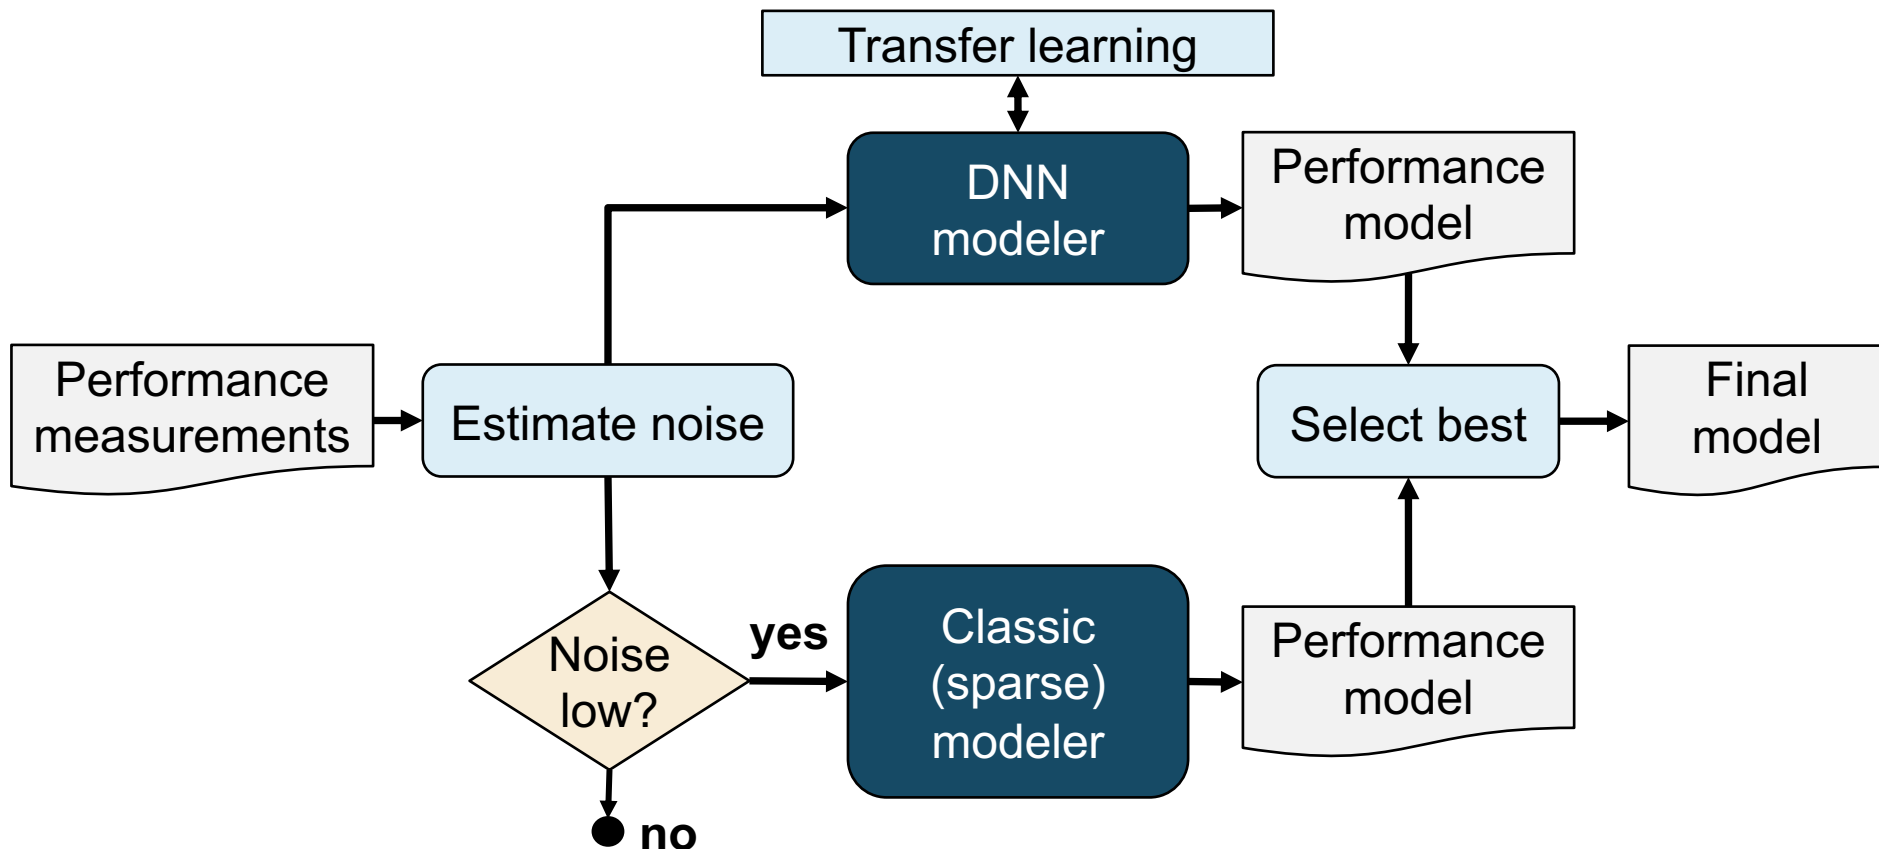 Transfer learning
DNN
modeler
Performance
model
Performance
measurements
Estimate noise
Select best
Final
model
Noise
low?
yes
Classic
(sparse)
modeler
Performance
model
no